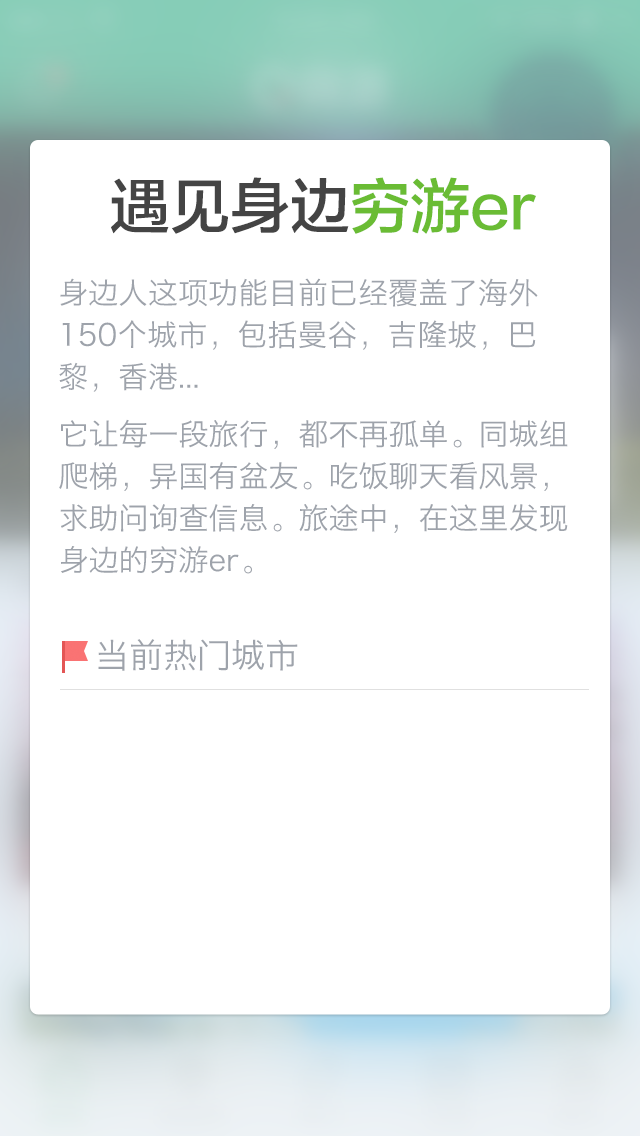 遇见身边穷游er
身边人这项功能目前已经覆盖了海外
150个城市，包括曼谷，吉隆坡，巴
黎，香港...
它让每一段旅行，都不再孤单。同城组
爬梯，异国有盆友。吃饭聊天看风景，
求助问询查信息。旅途中，在这里发现
身边的穷游er。
当前热门城市